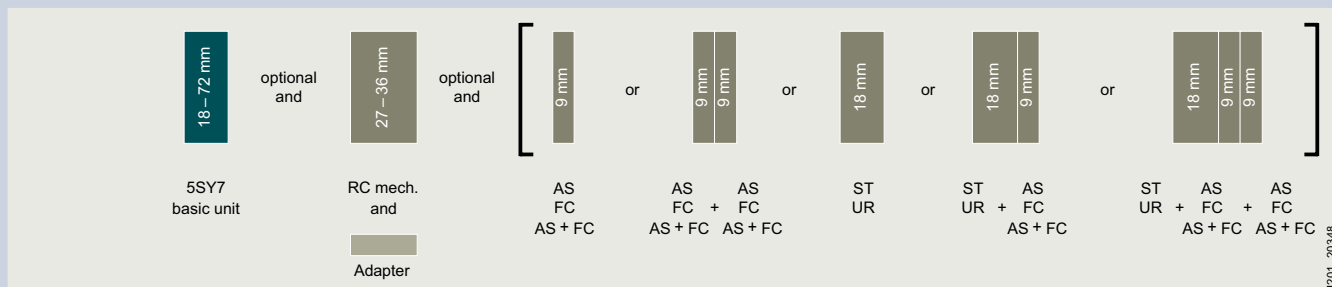 18 – 72 mm
optional
and
27 – 36 mm
optional
and
9 mm
or
9 mm
9 mm
or
18 mm
or
18 mm
9 mm
or
18 mm
9 mm
9 mm
5SY7
basic unit
RC mech.
and
Adapter
AS
FC
AS + FC
AS
FC
AS + FC
+
AS
FC
AS + FC
ST
UR
ST
UR
+
AS
FC
AS + FC
ST
UR
+
AS
FC
AS + FC
+
AS
FC
AS + FC